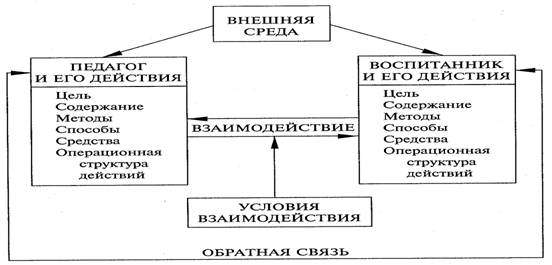 ВНЕШНЯЯ
СРЕДА
ПЕДАГОГ
И ЕГО ДЕЙСТВИЯ
Цель
Содержание
Методы
Способы
Средства
Операционная
структура
действий
ВЗАИМОДЕЙСТВИЕ
ВОСПИТАННИК
И ЕГО ДЕЙСТВИЯ
Цель
Содержание
Методы
Способы
Средства
Операционная
структура
действий
УСЛОВИЯ
ВЗАИМОДЕЙСТВИЯ
ОБРАТНАЯ СВЯЗЬ